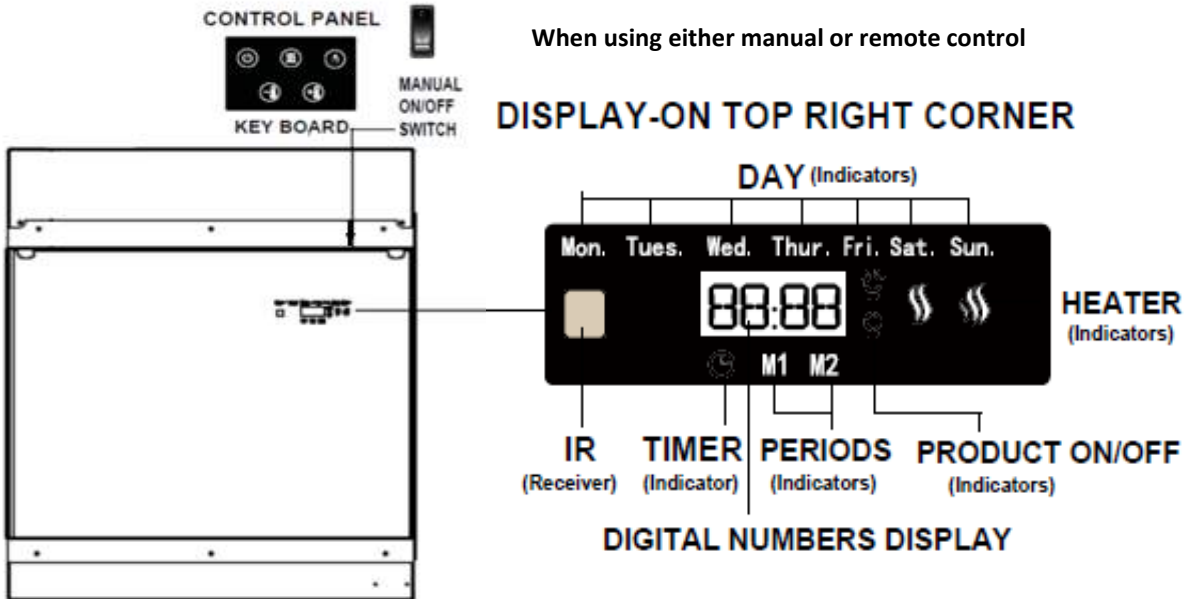 CONTROL PANEL
When using either manual or remote control
MANUAL
ON/OFF
SWITCH
KEY BOARD
DISPLAY-ON TOP RIGHT CORNER
DAY (Indicators)
Mon. Tues. Wed. Thur. Fri. Sat. Sun.
88:88
HEATER
(Indicators)
M1 M2
IR
(Receiver)
TIMER
(Indicator)
PERIODS
(Indicators)
PRODUCT ON/OFF
(Indicators)
DIGITAL NUMBERS DISPLAY